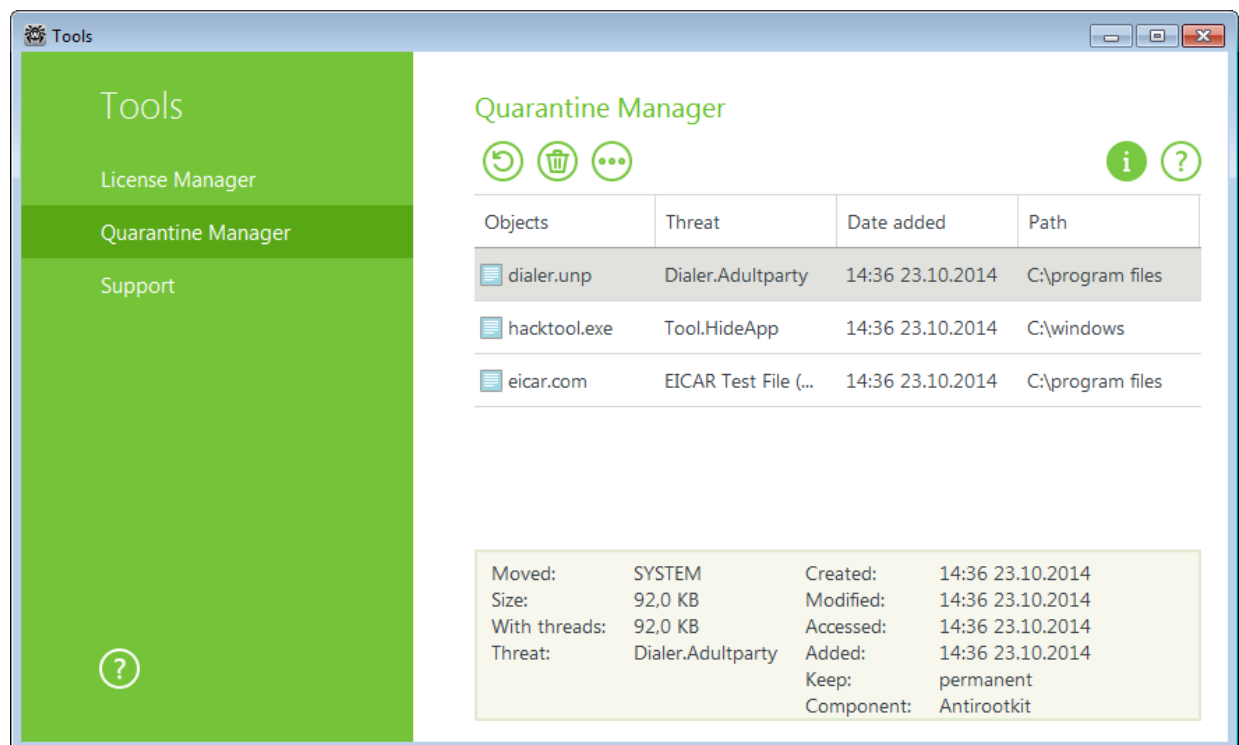 Tools
Tools
License Manager
Quarantine Manager
Support
?
Quarantine Manager
i ?
Objects Threat Date added Path
dialer.unp Dialer.Adultparty 14:36 23.10.2014 C:\program files
hacktool.exe Tool.HideApp 14:36 23.10.2014 C:\windows
eicar.com EICAR Test File (... 14:36 23.10.2014 C:\program files
Moved: SYSTEM Created: 14:36 23.10.2014
Size: 92,0 KB Modified: 14:36 23.10.2014
With threads: 92,0 KB Accessed: 14:36 23.10.2014
Threat: Dialer.Adultparty Added: 14:36 23.10.2014
Keep: permanent
Component: Antirootkit